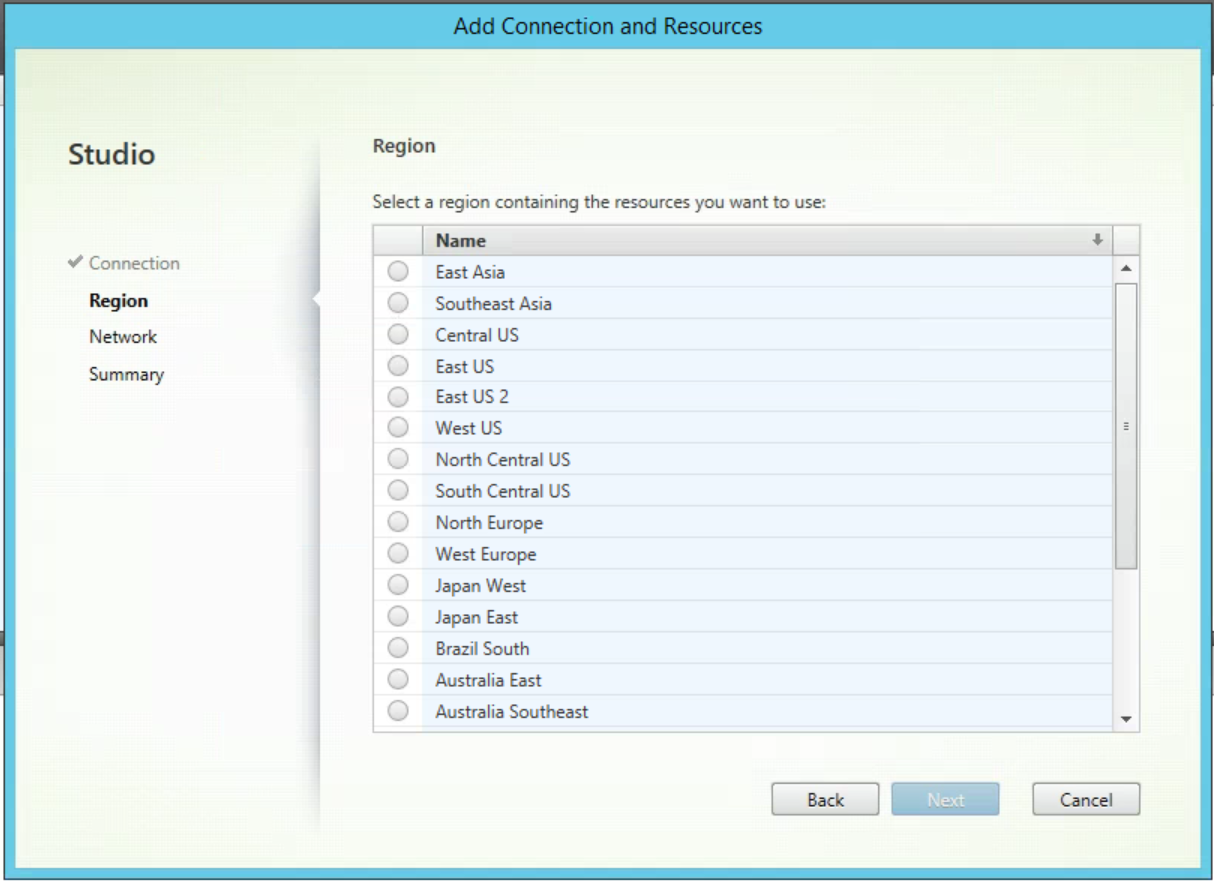 Add Connection and Resources
Studio
Connection
Region
Network
Summary
Region
Select a region containing the resources you want to use:
Name
East Asia
Southeast Asia
Central US
East US
East US 2
West US
North Central US
South Central US
North Europe
West Europe
Japan West
Japan East
Brazil South
Australia East
Australia Southeast
Back Next Cancel